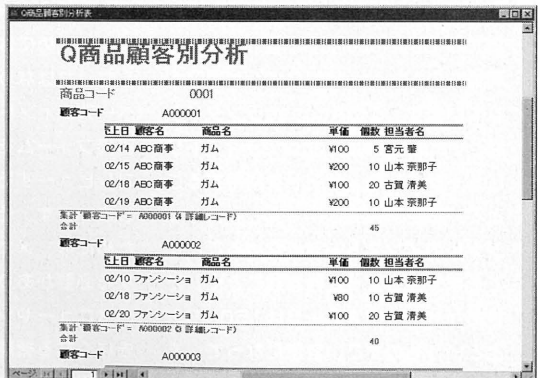 Q商品顧客別分析表
Q商品顧客別分析
商品コード 0001
顧客コード A000001
売上日 顧客名 商品名 単価 個数 担当者名
02/14 ABC商事 ガム ¥100 5 宮元 肇
02/15 ABC商事 ガム ¥200 10 山本 奈那子
02/18 ABC商事 ガム ¥100 20 古賀 清美
02/19 ABC商事 ガム ¥200 10 山本 奈那子
集計 '顧客コード' = A000001 (4 詳細レコード)
合計 45
顧客コード A000002
売上日 顧客名 商品名 単価 個数 担当者名
02/10 ファンシーショ ガム ¥100 10 山本 奈那子
02/18 ファンシーショ ガム ¥80 10 古賀 清美
02/20 ファンシーショ ガム ¥100 20 古賀 清美
集計 '顧客コード' = A000002 (3 詳細レコード)
合計 40
顧客コード A000003
ページ 1